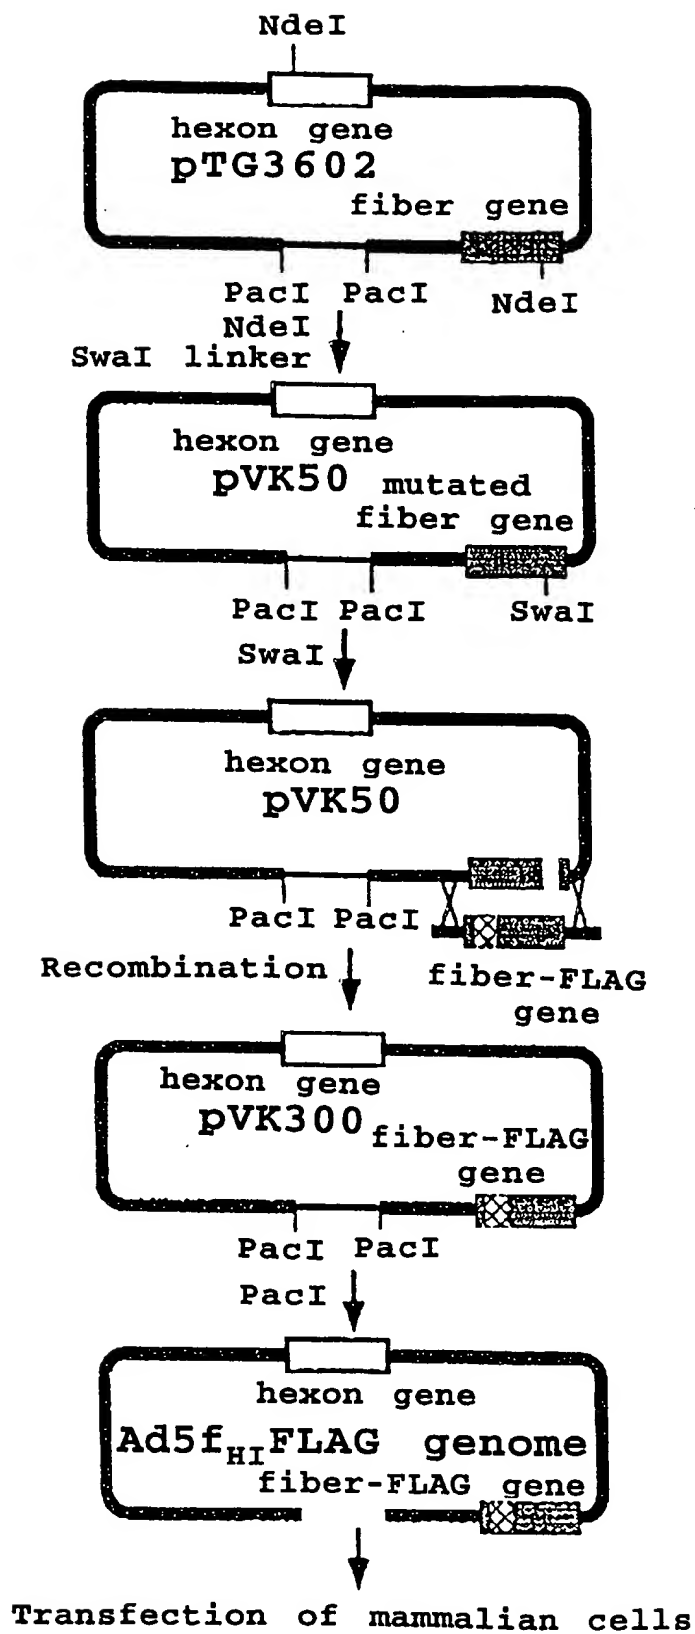 NdeI
hexon gene
pTG3602
fiber gene
PacI PacI
NdeI
NdeI
SwaI linker
hexon gene
pVK50 mutated
fiber gene
PacI PacI
SwaI
SwaI
hexon gene
pVK50
PacI PacI
Recombination
fiber-FLAG
gene
hexon gene
pVK300
fiber-FLAG
gene
PacI PacI
PacI
hexon gene
Ad5fHIFLAG genome
fiber-FLAG gene
Transfection of mammalian cells